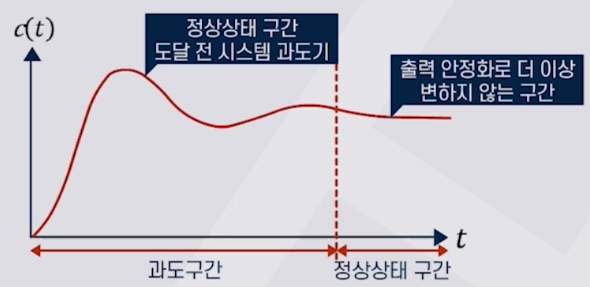 c(t)
정상상태 구간
도달 전 시스템 과도기
출력 안정화로 더 이상
변하지 않는 구간
t
과도구간
정상상태 구간